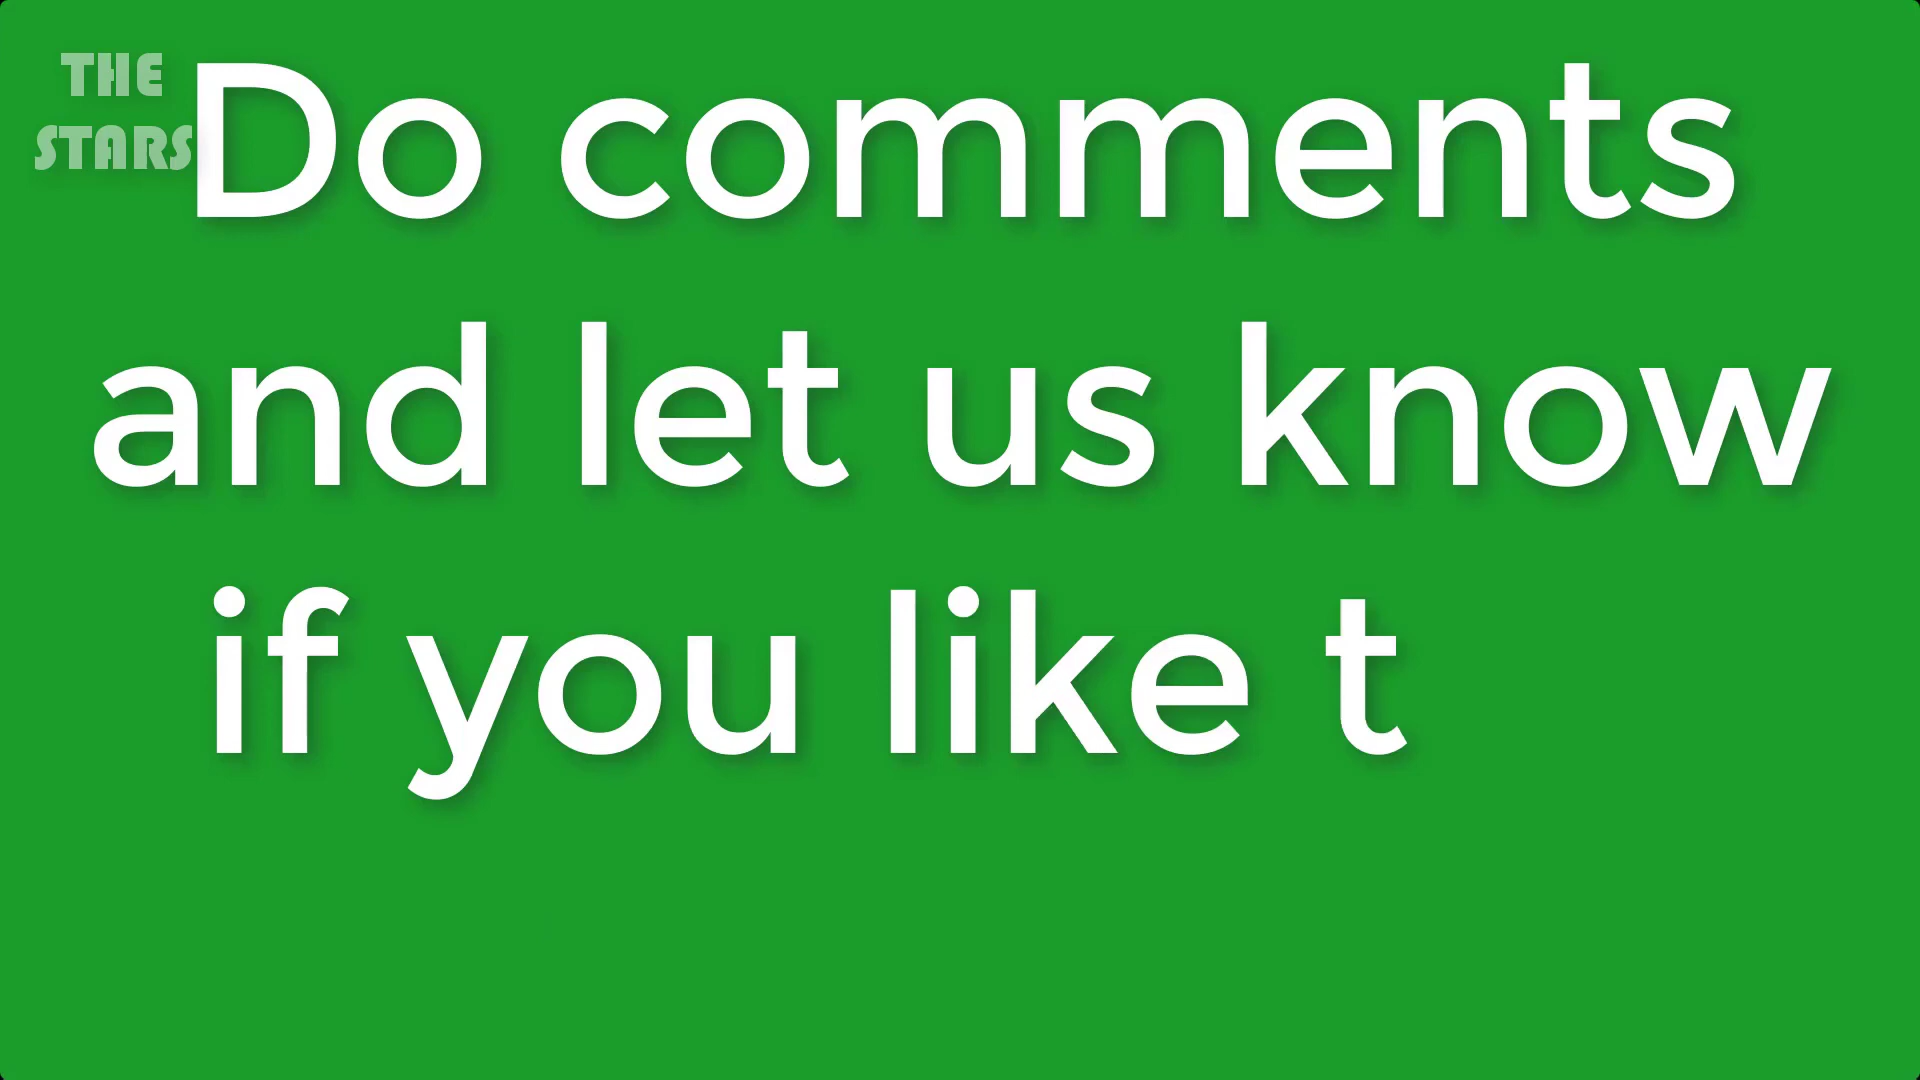 THE
STARS
Do comments
and let us know
if you like t